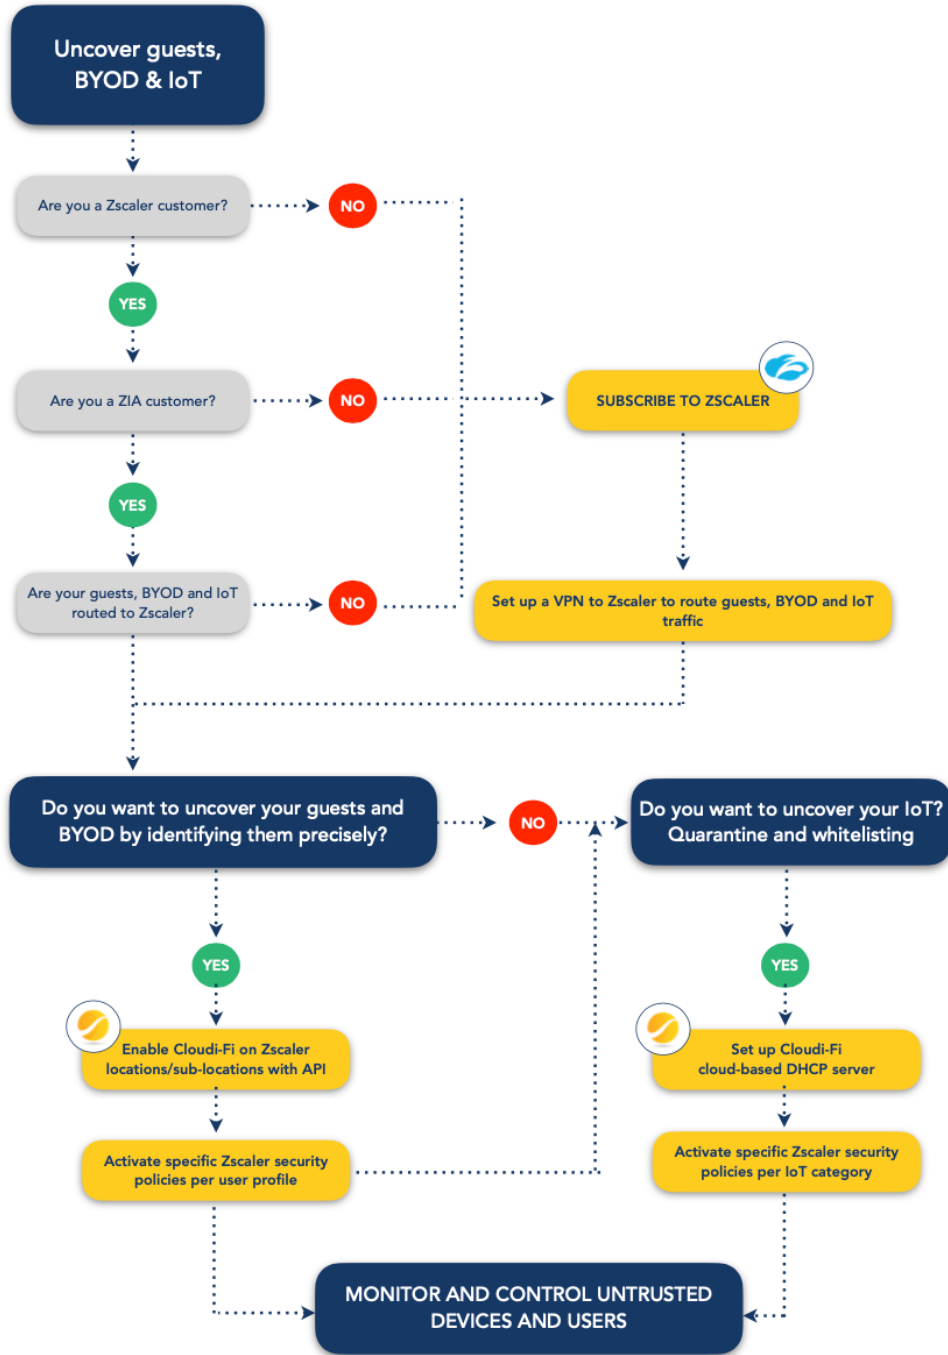 Uncover guests,
BYOD & IoT
Are you a Zscaler customer?
NO
YES
Are you a ZIA customer?
NO
SUBSCRIBE TO ZSCALER
YES
Are your guests, BYOD and IoT
routed to Zscaler?
NO
Set up a VPN to Zscaler to route guests, BYOD and IoT
traffic
Do you want to uncover your guests and
BYOD by identifying them precisely?
NO
Do you want to uncover your IoT?
Quarantine and whitelisting
YES
YES
Enable Cloudi-Fi on Zscaler
locations/sub-locations with API
Set up Cloudi-Fi
cloud-based DHCP server
Activate specific Zscaler security
policies per user profile
Activate specific Zscaler security
policies per IoT category
MONITOR AND CONTROL UNTRUSTED
DEVICES AND USERS